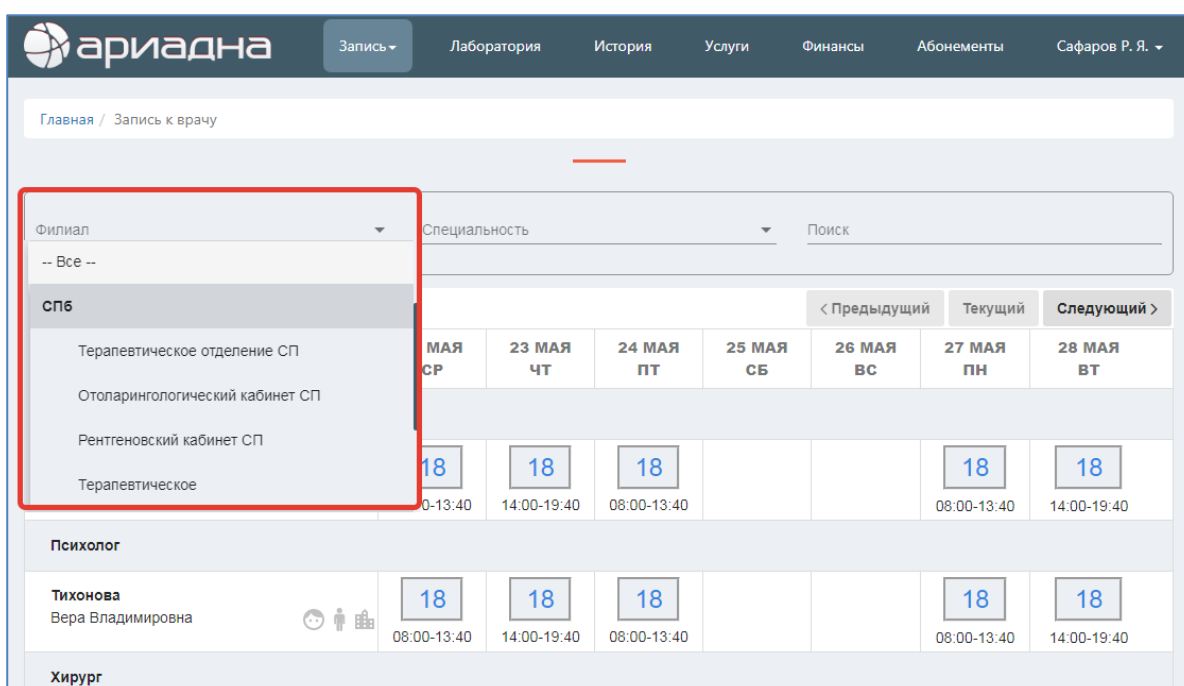 ариадна Запись Лаборатория История Услуги Финансы Абонементы Сафаров Р. Я.
Главная / Запись к врачу
Филиал Специальность Поиск
-- Все --
СПб
< Предыдущий Текущий Следующий >
Терапевтическое отделение СП
Отоларингологический кабинет СП
Рентгеновский кабинет СП
Терапевтическое
МАЯ 23 МАЯ 24 МАЯ 25 МАЯ 26 МАЯ 27 МАЯ 28 МАЯ
СР ЧТ ПТ СБ ВС ПН ВТ
18 18 18 18 18
0-13:40 14:00-19:40 08:00-13:40 08:00-13:40 14:00-19:40
Психолог
Тихонова
Вера Владимировна
18 18 18 18 18
08:00-13:40 14:00-19:40 08:00-13:40 08:00-13:40 14:00-19:40
Хирург